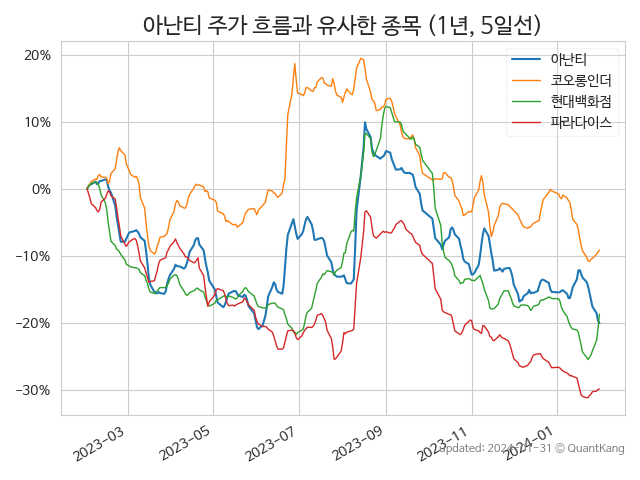 아난티 주가 흐름과 유사한 종목 (1년, 5일선)
아난티
코오롱인더
현대백화점
파라다이스
20%
10%
0%
−10%
−20%
−30%
2023-03
2023-05
2023-07
2023-09
2023-11
2024-01
updated: 2024-01-31 © QuantKang